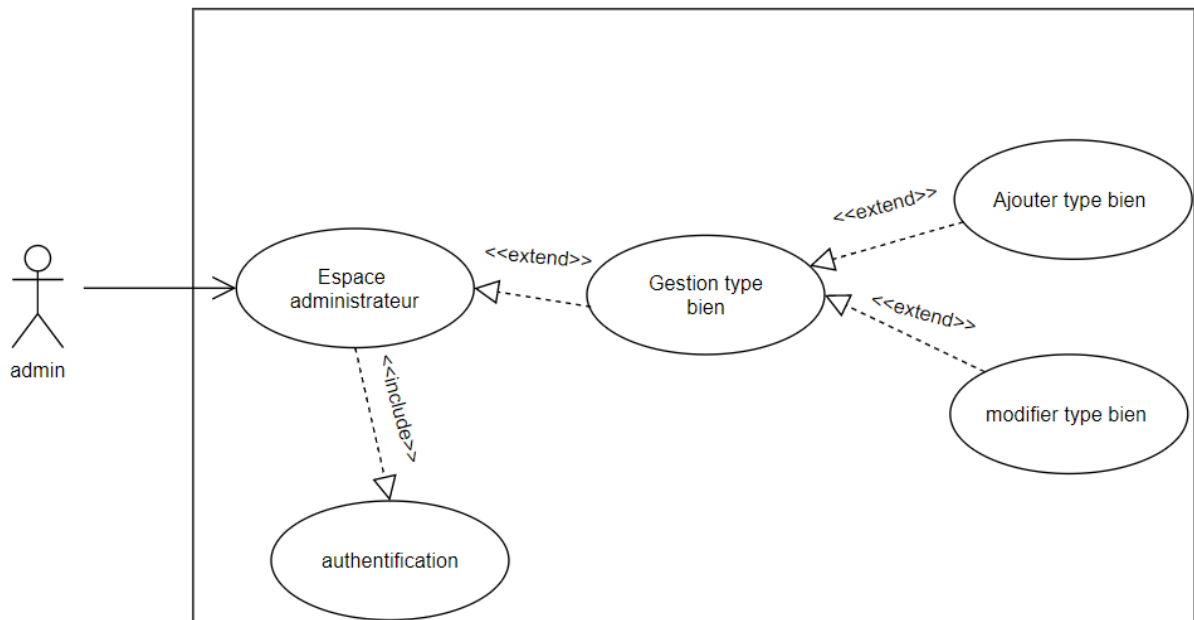 admin
Espace
administrateur
<<include>>
authentification
<<extend>>
Gestion type
bien
<<extend>>
Ajouter type bien
<<extend>>
modifier type bien